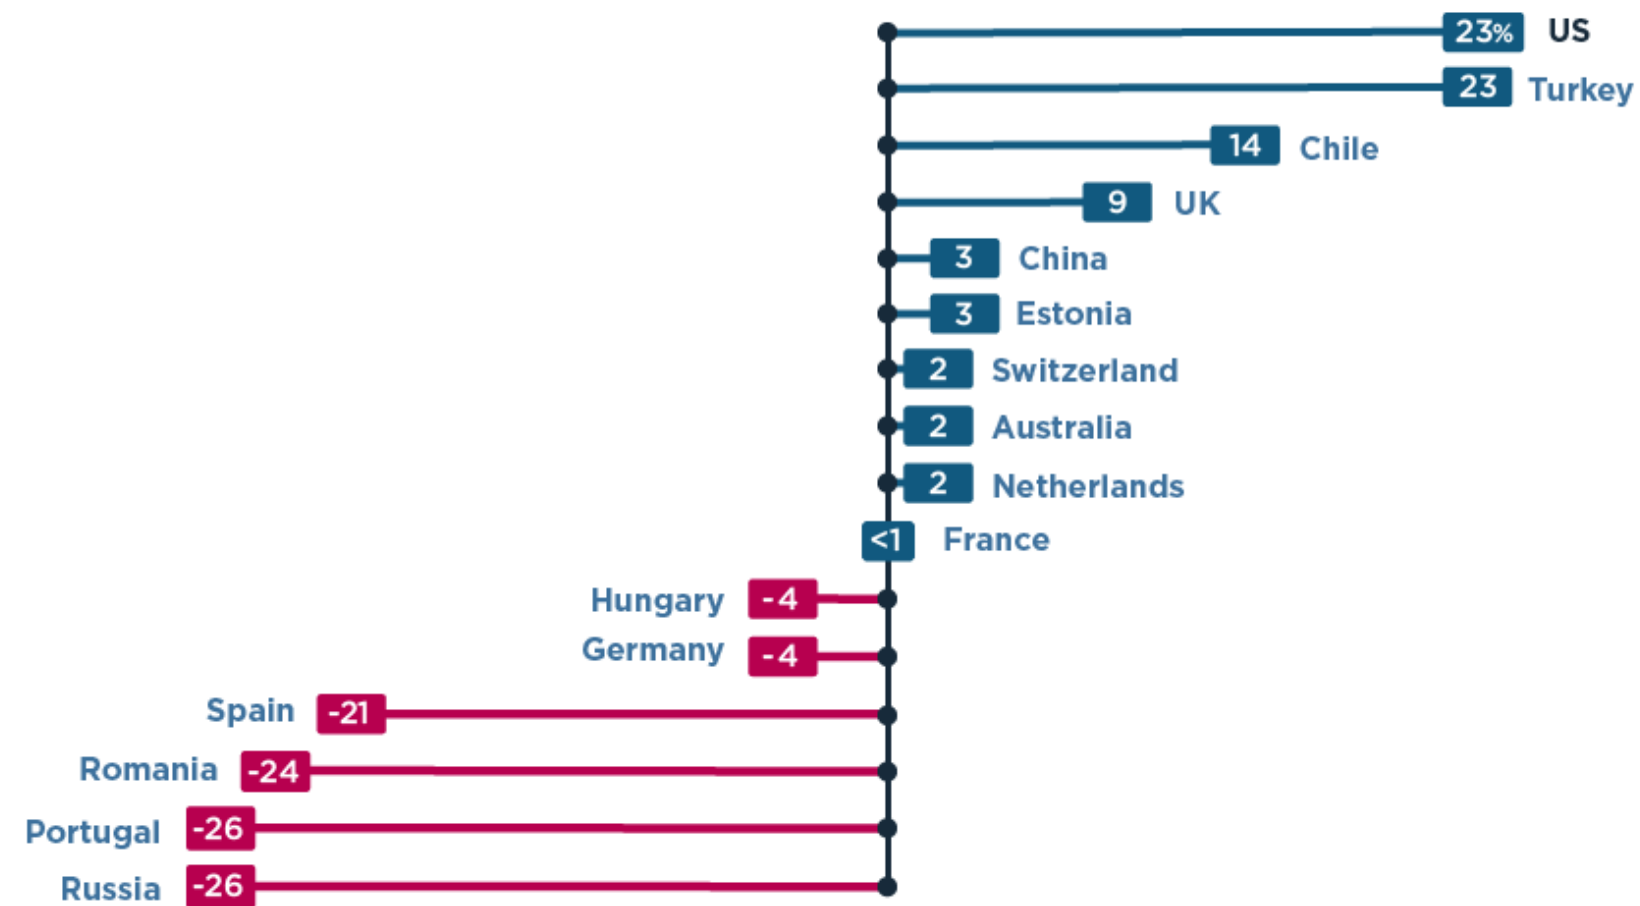 23% US
23 Turkey
14 Chile
9 UK
3 China
3 Estonia
2 Switzerland
2 Australia
2 Netherlands
<1 France
Hungary -4
Germany -4
Spain -21
Romania -24
Portugal -26
Russia -26